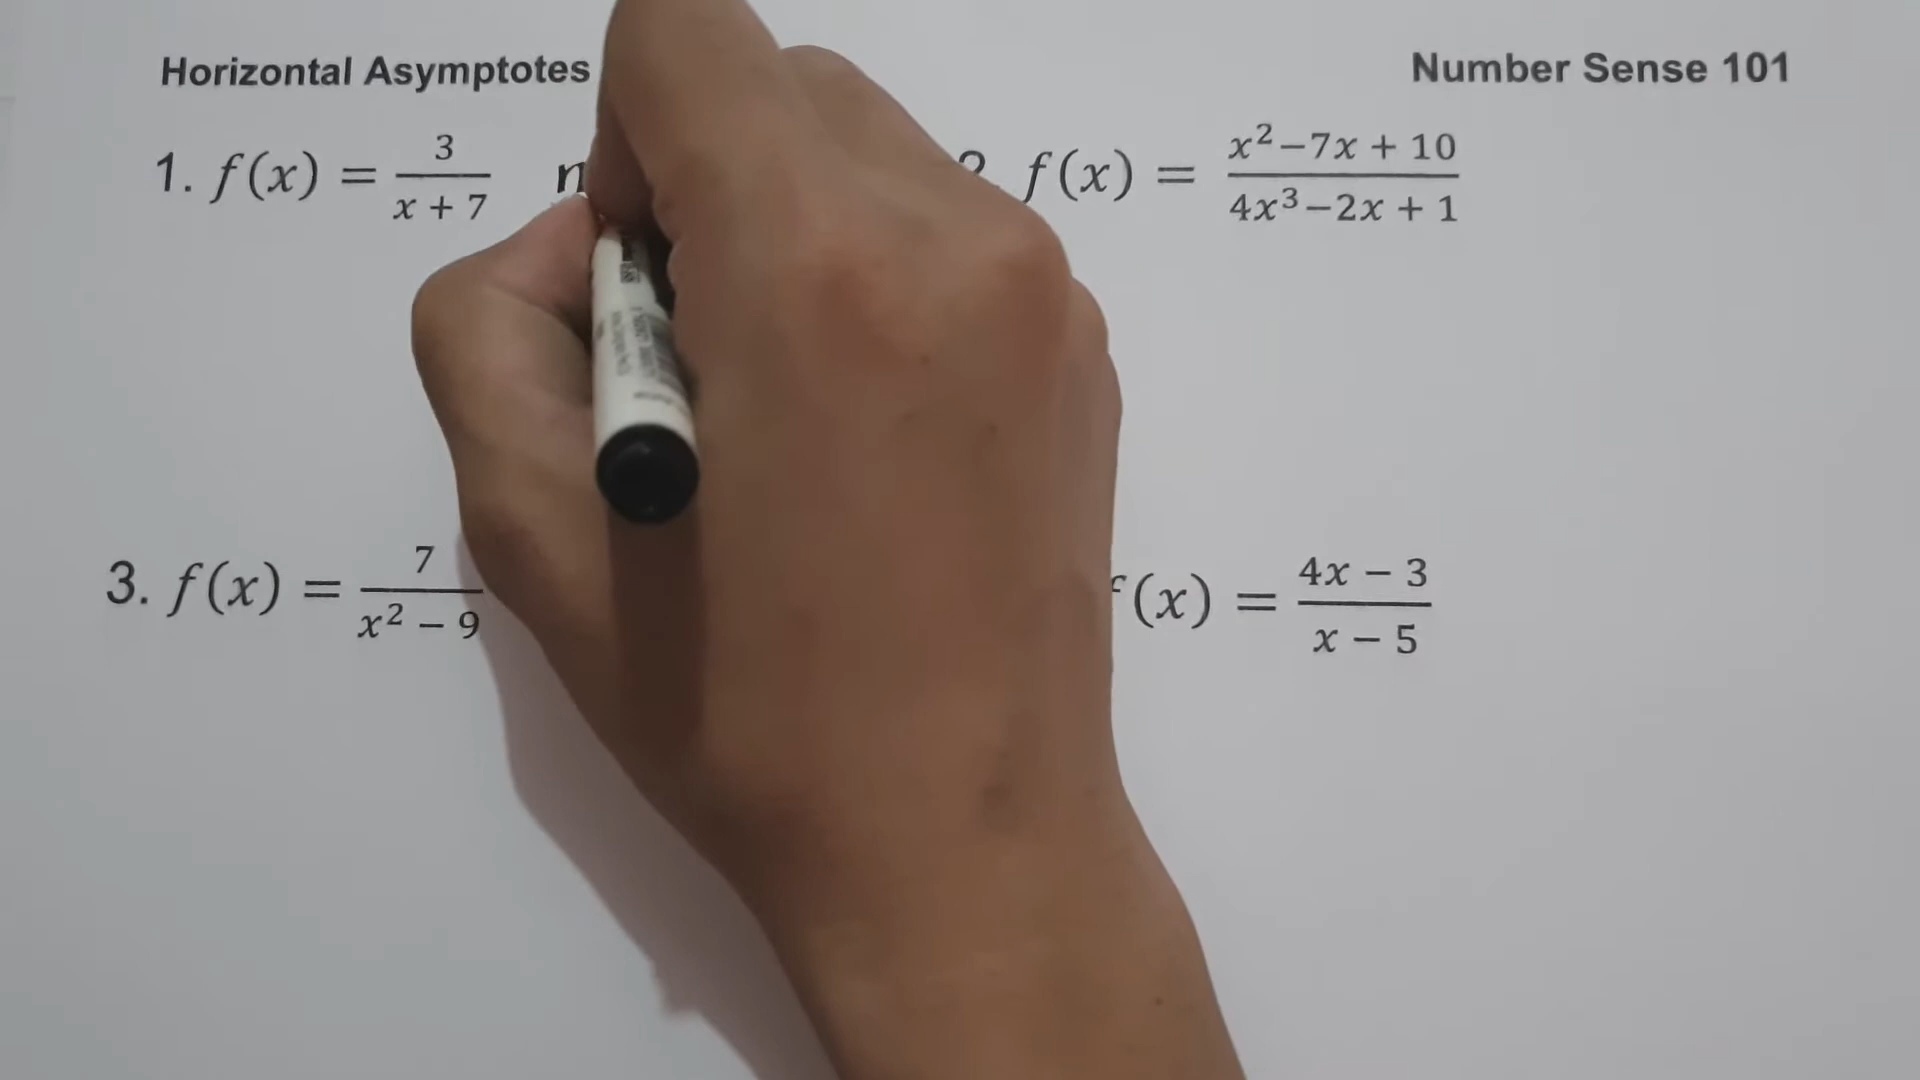 Horizontal Asymptotes
Number Sense 101
1. f(x) = 3/(x + 7) n
f(x) = (x²−7x + 10)/(4x³−2x + 1)
3. f(x) = 7/(x² − 9)
(x) = (4x − 3)/(x − 5)